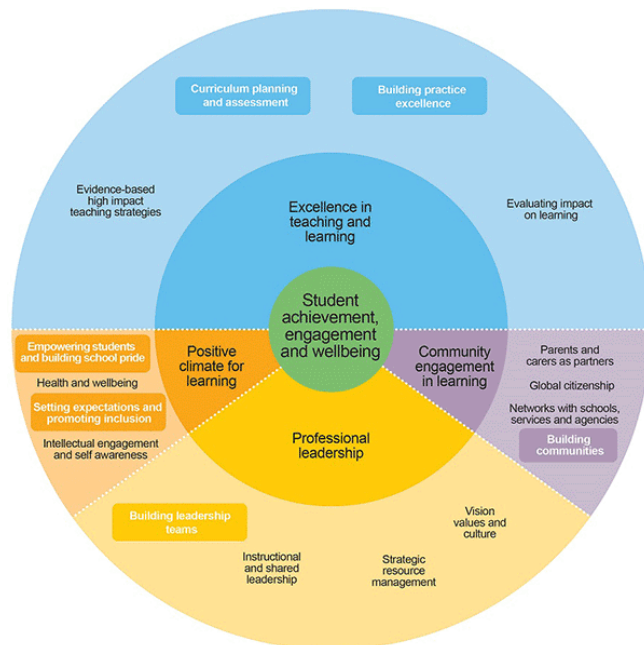 Curriculum planning
and assessment
Building practice
excellence
Evidence-based
high impact
teaching strategies
Excellence in
teaching and
learning
Evaluating impact
on learning
Student
achievement,
engagement
and wellbeing
Empowering students
and building school pride
Health and wellbeing
Setting expectations and
promoting inclusion
Intellectual engagement
and self awareness
Positive
climate for
learning
Community
engagement
in learning
Parents and
carers as partners
Global citizenship
Networks with schools,
services and agencies
Building
communities
Professional
leadership
Building leadership
teams
Instructional
and shared
leadership
Strategic
resource
management
Vision
values and
culture